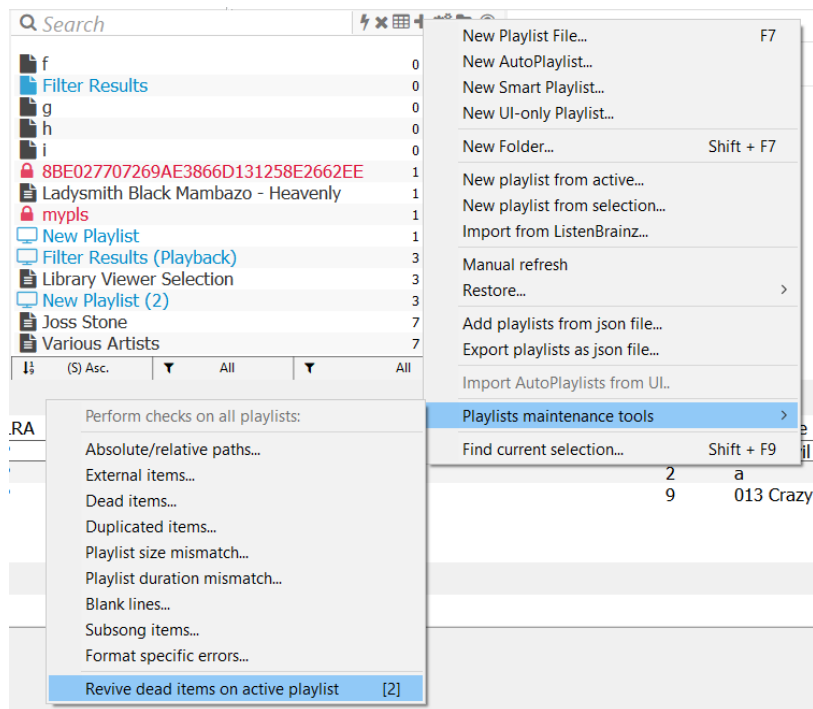 Search
f 0
Filter Results 0
g 0
h 0
i 0
8BE027707269AE3866D131258E2662EE 1
Ladysmith Black Mambazo - Heavenly 1
mypls 1
New Playlist 1
Filter Results (Playback) 3
Library Viewer Selection 3
New Playlist (2) 3
Joss Stone 7
Various Artists 7
(S) Asc. All All
New Playlist File... F7
New AutoPlaylist...
New Smart Playlist...
New UI-only Playlist...
New Folder... Shift + F7
New playlist from active...
New playlist from selection...
Import from ListenBrainz...
Manual refresh
Restore...
Add playlists from json file...
Export playlists as json file...
Import AutoPlaylists from UI..
Playlists maintenance tools
Find current selection... Shift + F9
Perform checks on all playlists:
Absolute/relative paths...
External items...
Dead items...
Duplicated items...
Playlist size mismatch...
Playlist duration mismatch...
Blank lines...
Subsong items...
Format specific errors...
Revive dead items on active playlist [2]
.RA
2 a
9 013 Crazy